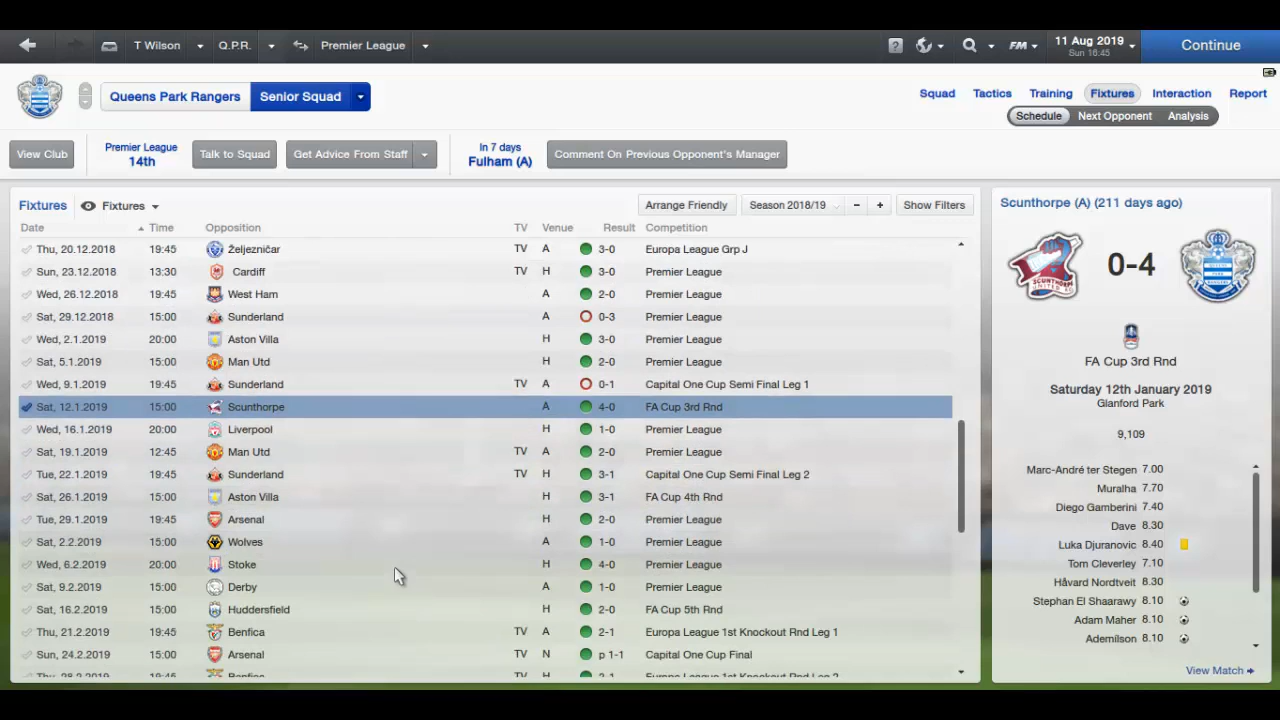 T Wilson Q.P.R. Premier League ? FM 11 Aug 2019 Continue
Sun 16:45
Queens Park Rangers Senior Squad Squad Tactics Training Fixtures Interaction Report
Schedule Next Opponent Analysis
View Club Premier League 14th Talk to Squad Get Advice From Staff In 7 days Fulham (A) Comment On Previous Opponent's Manager
Fixtures Fixtures Arrange Friendly Season 2018/19 - + Show Filters
Date Time Opposition TV Venue Result Competition
Thu, 20.12.2018 19:45 Željezničar TV A 3-0 Europa League Grp J
Sun, 23.12.2018 13:30 Cardiff TV H 3-0 Premier League
Wed, 26.12.2018 19:45 West Ham A 2-0 Premier League
Sat, 29.12.2018 15:00 Sunderland A 0-3 Premier League
Wed, 2.1.2019 20:00 Aston Villa H 3-0 Premier League
Sat, 5.1.2019 15:00 Man Utd H 2-0 Premier League
Wed, 9.1.2019 19:45 Sunderland TV A 0-1 Capital One Cup Semi Final Leg 1
Sat, 12.1.2019 15:00 Scunthorpe A 4-0 FA Cup 3rd Rnd
Wed, 16.1.2019 20:00 Liverpool H 1-0 Premier League
Sat, 19.1.2019 12:45 Man Utd TV A 2-0 Premier League
Tue, 22.1.2019 19:45 Sunderland TV H 3-1 Capital One Cup Semi Final Leg 2
Sat, 26.1.2019 15:00 Aston Villa H 3-1 FA Cup 4th Rnd
Tue, 29.1.2019 19:45 Arsenal H 2-0 Premier League
Sat, 2.2.2019 15:00 Wolves A 1-0 Premier League
Wed, 6.2.2019 20:00 Stoke H 4-0 Premier League
Sat, 9.2.2019 15:00 Derby A 1-0 Premier League
Sat, 16.2.2019 15:00 Huddersfield H 2-0 FA Cup 5th Rnd
Thu, 21.2.2019 19:45 Benfica TV A 2-1 Europa League 1st Knockout Rnd Leg 1
Sun, 24.2.2019 15:00 Arsenal TV N p 1-1 Capital One Cup Final
Thu, 28.2.2019 19:45 Benfica TV H 2-1 Europa League 1st Knockout Rnd Leg 2
Scunthorpe (A) (211 days ago)
0-4
FA Cup 3rd Rnd
Saturday 12th January 2019
Glanford Park
9,109
Marc-André ter Stegen 7.00
Muralha 7.70
Diego Gamberini 7.40
Dave 8.30
Luka Djuranovic 8.40
Tom Cleverley 7.10
Håvard Nordtveit 8.30
Stephan El Shaarawy 8.10
Adam Maher 8.10
Ademilson 8.10
View Match